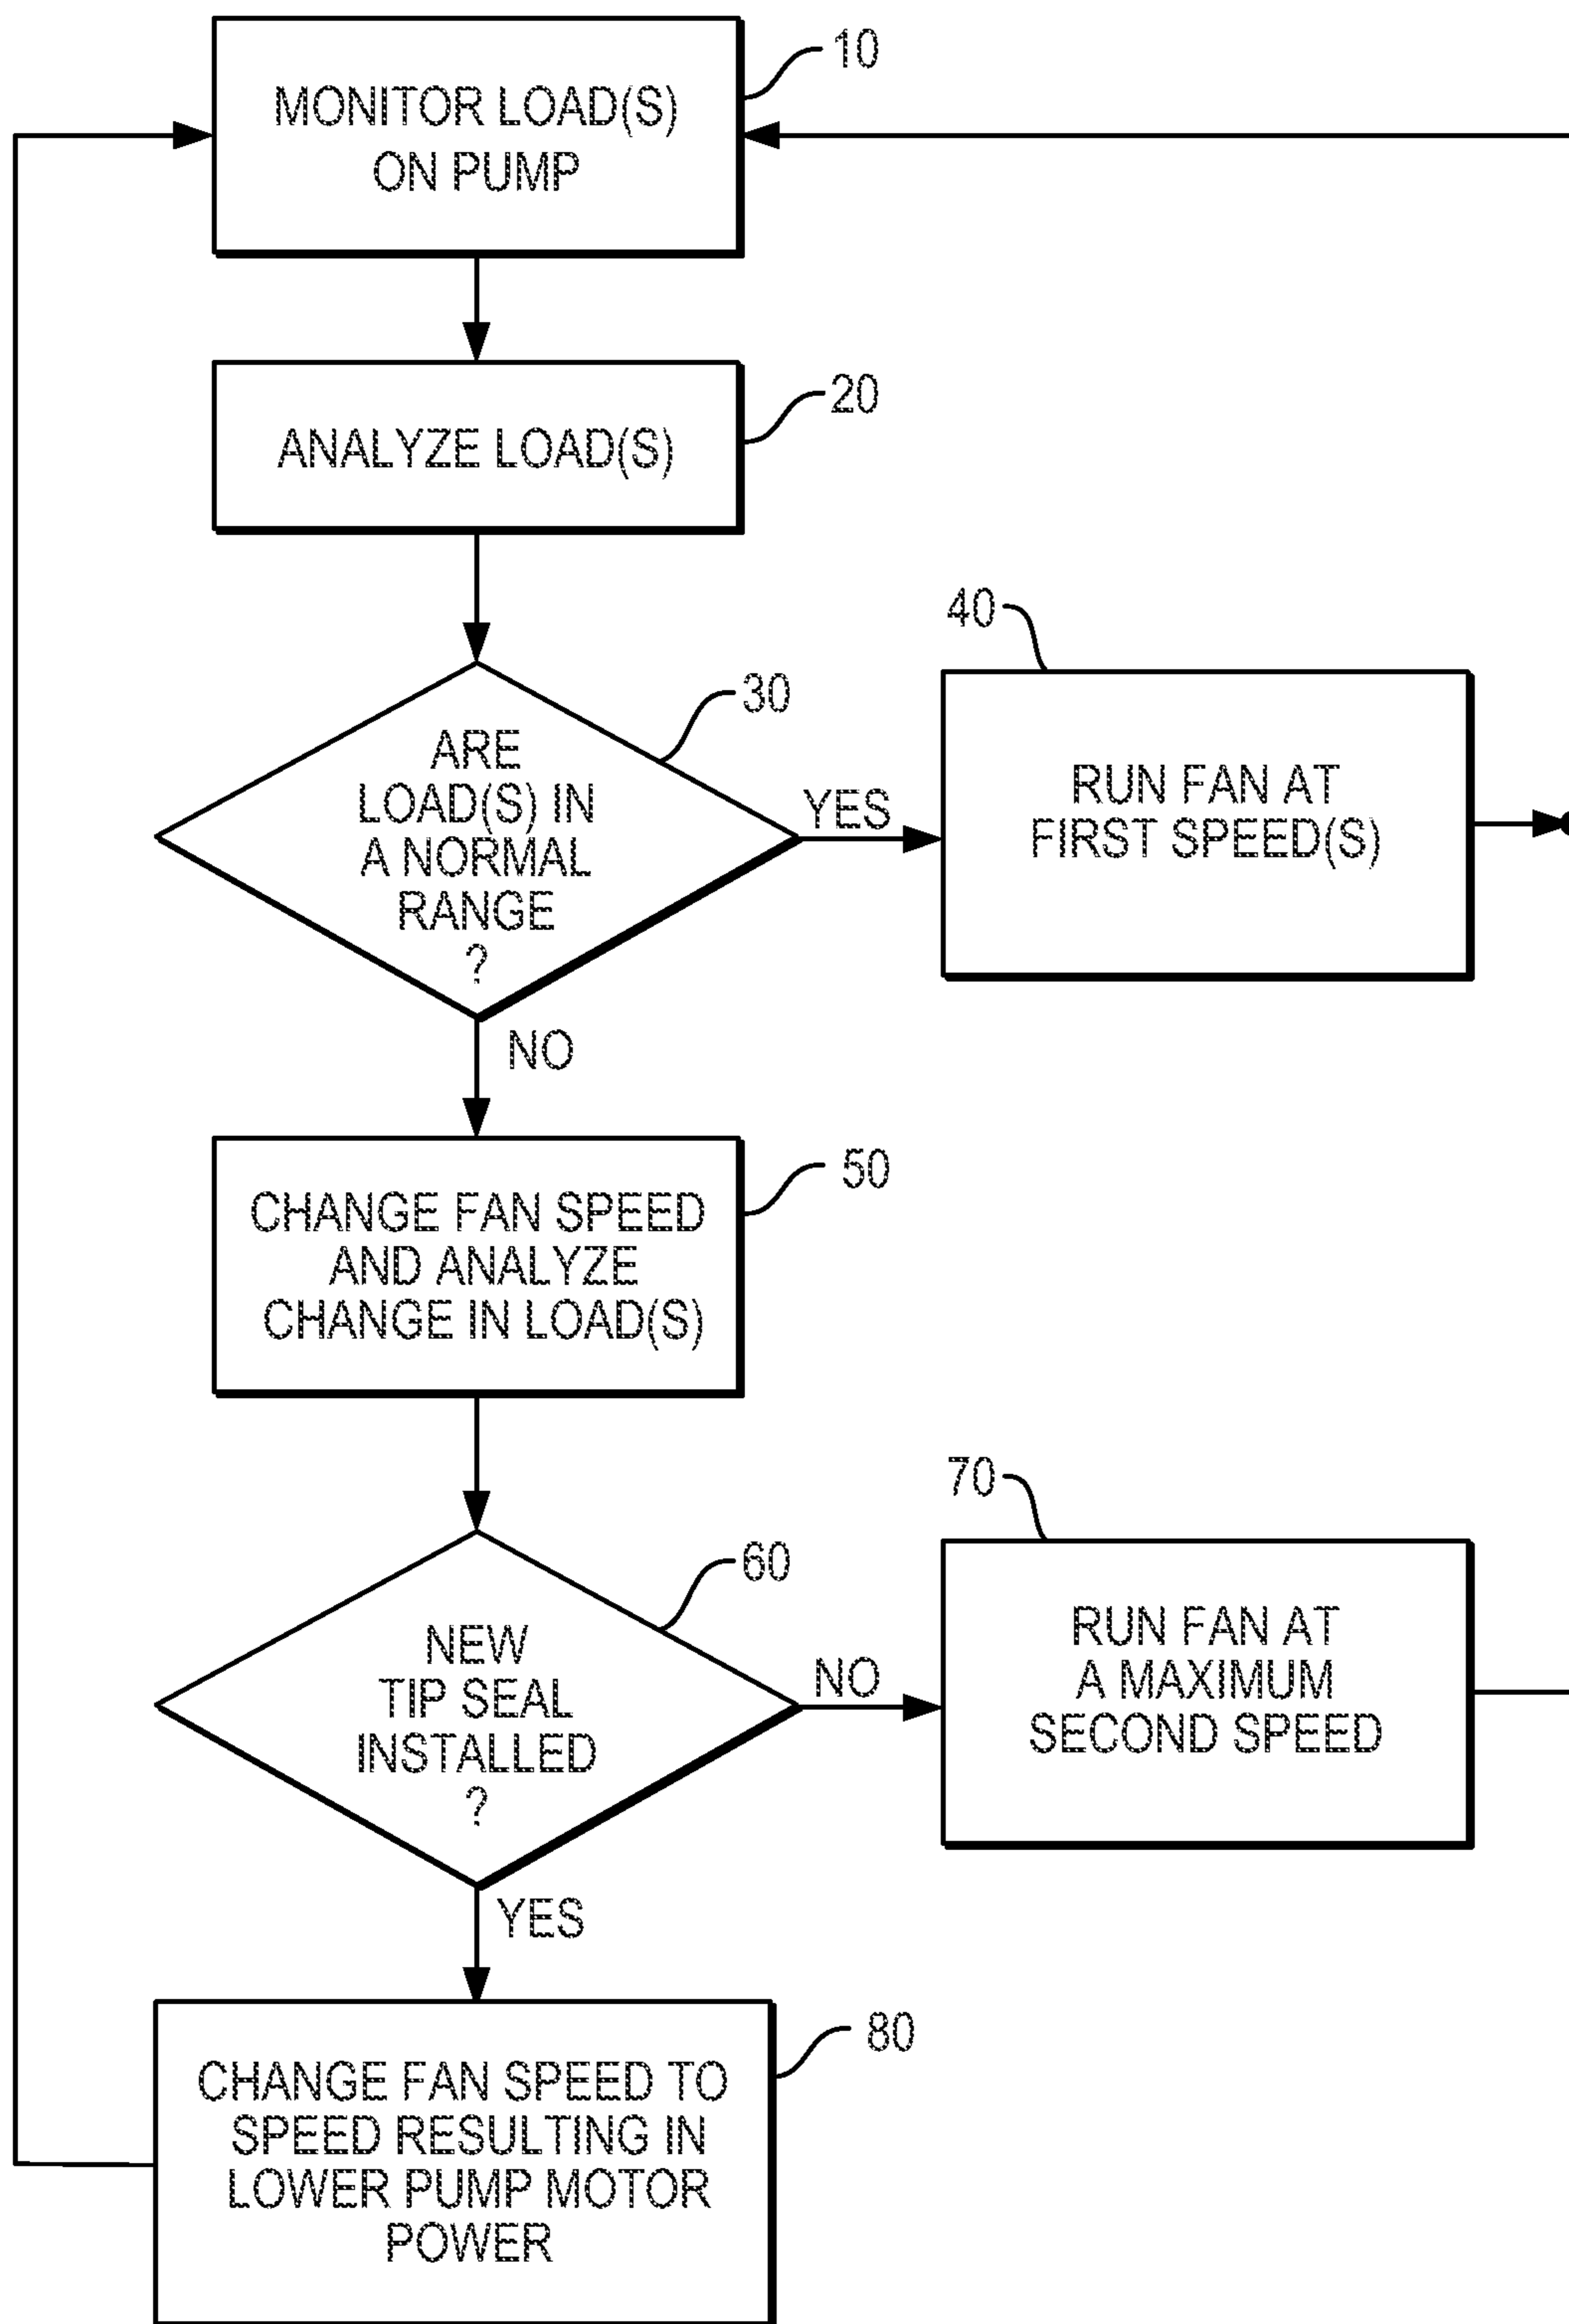 10
MONITOR LOAD(S)
ON PUMP
20
ANALYZE LOAD(S)
30
ARE
LOAD(S) IN
A NORMAL
RANGE
?
YES
40
RUN FAN AT
FIRST SPEED(S)
NO
50
CHANGE FAN SPEED
AND ANALYZE
CHANGE IN LOAD(S)
60
NEW
TIP SEAL
INSTALLED
?
NO
70
RUN FAN AT
A MAXIMUM
SECOND SPEED
YES
80
CHANGE FAN SPEED TO
SPEED RESULTING IN
LOWER PUMP MOTOR
POWER